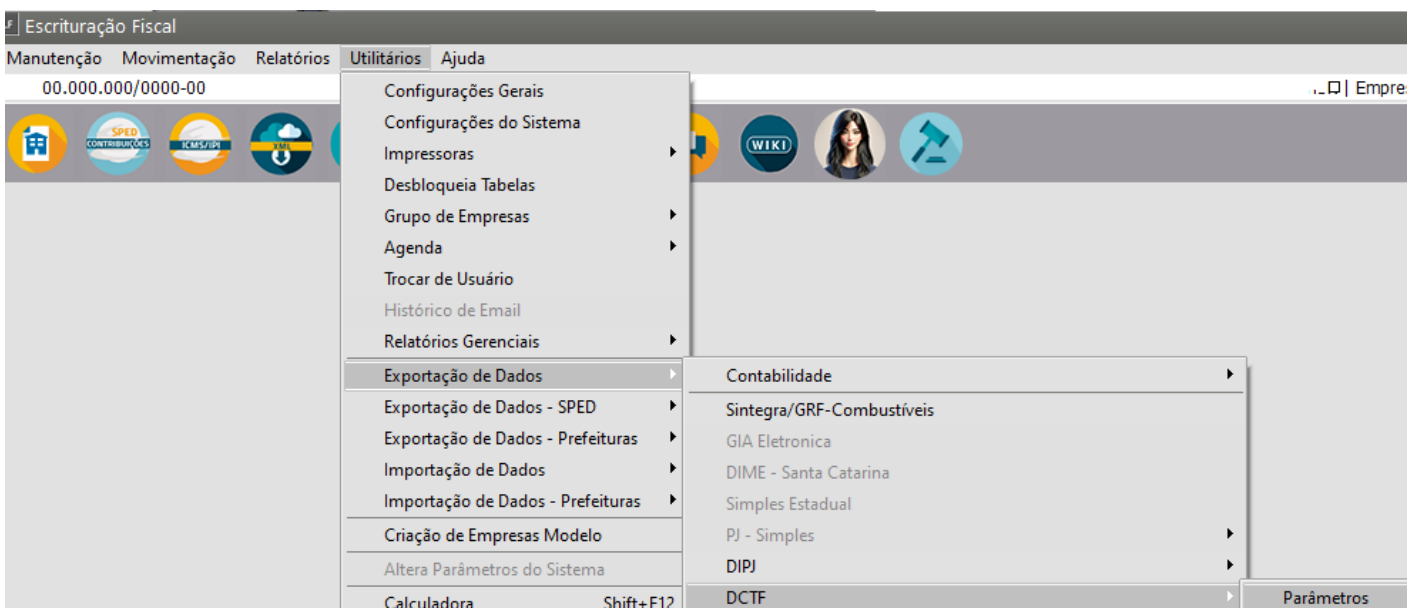 Escrituração Fiscal
Manutenção Movimentação Relatórios Utilitários Ajuda
00.000.000/0000-00 | Empre
SPED CONTRIBUIÇÕES ICMS/IPI XML WIKI
Configurações Gerais
Configurações do Sistema
Impressoras
Desbloqueia Tabelas
Grupo de Empresas
Agenda
Trocar de Usuário
Histórico de Email
Relatórios Gerenciais
Exportação de Dados
Exportação de Dados - SPED
Exportação de Dados - Prefeituras
Importação de Dados
Importação de Dados - Prefeituras
Criação de Empresas Modelo
Altera Parâmetros do Sistema
Calculadora Shift+F12
Contabilidade
Sintegra/GRF-Combustíveis
GIA Eletronica
DIME - Santa Catarina
Simples Estadual
PJ - Simples
DIPJ
DCTF
Parâmetros